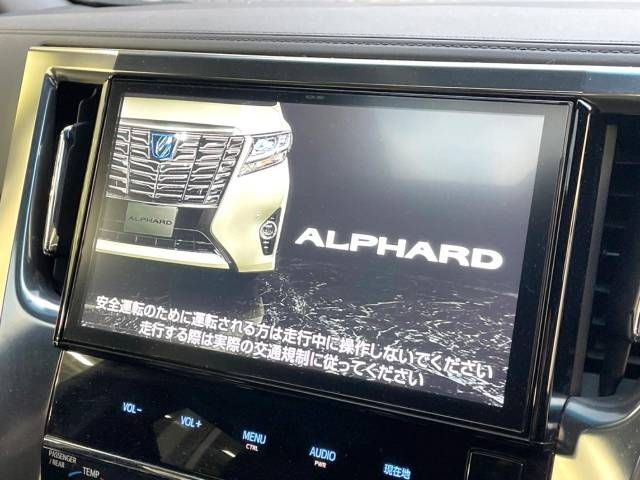 ALPHARD
ALPHARD
安全運転のために運転される方は走行中に操作しないでください
走行する際は実際の交通規制に従ってください
VOL− VOL+ MENU AUDIO 現在地
CTRL PWR
PASSENGER
/REAR
TEMP